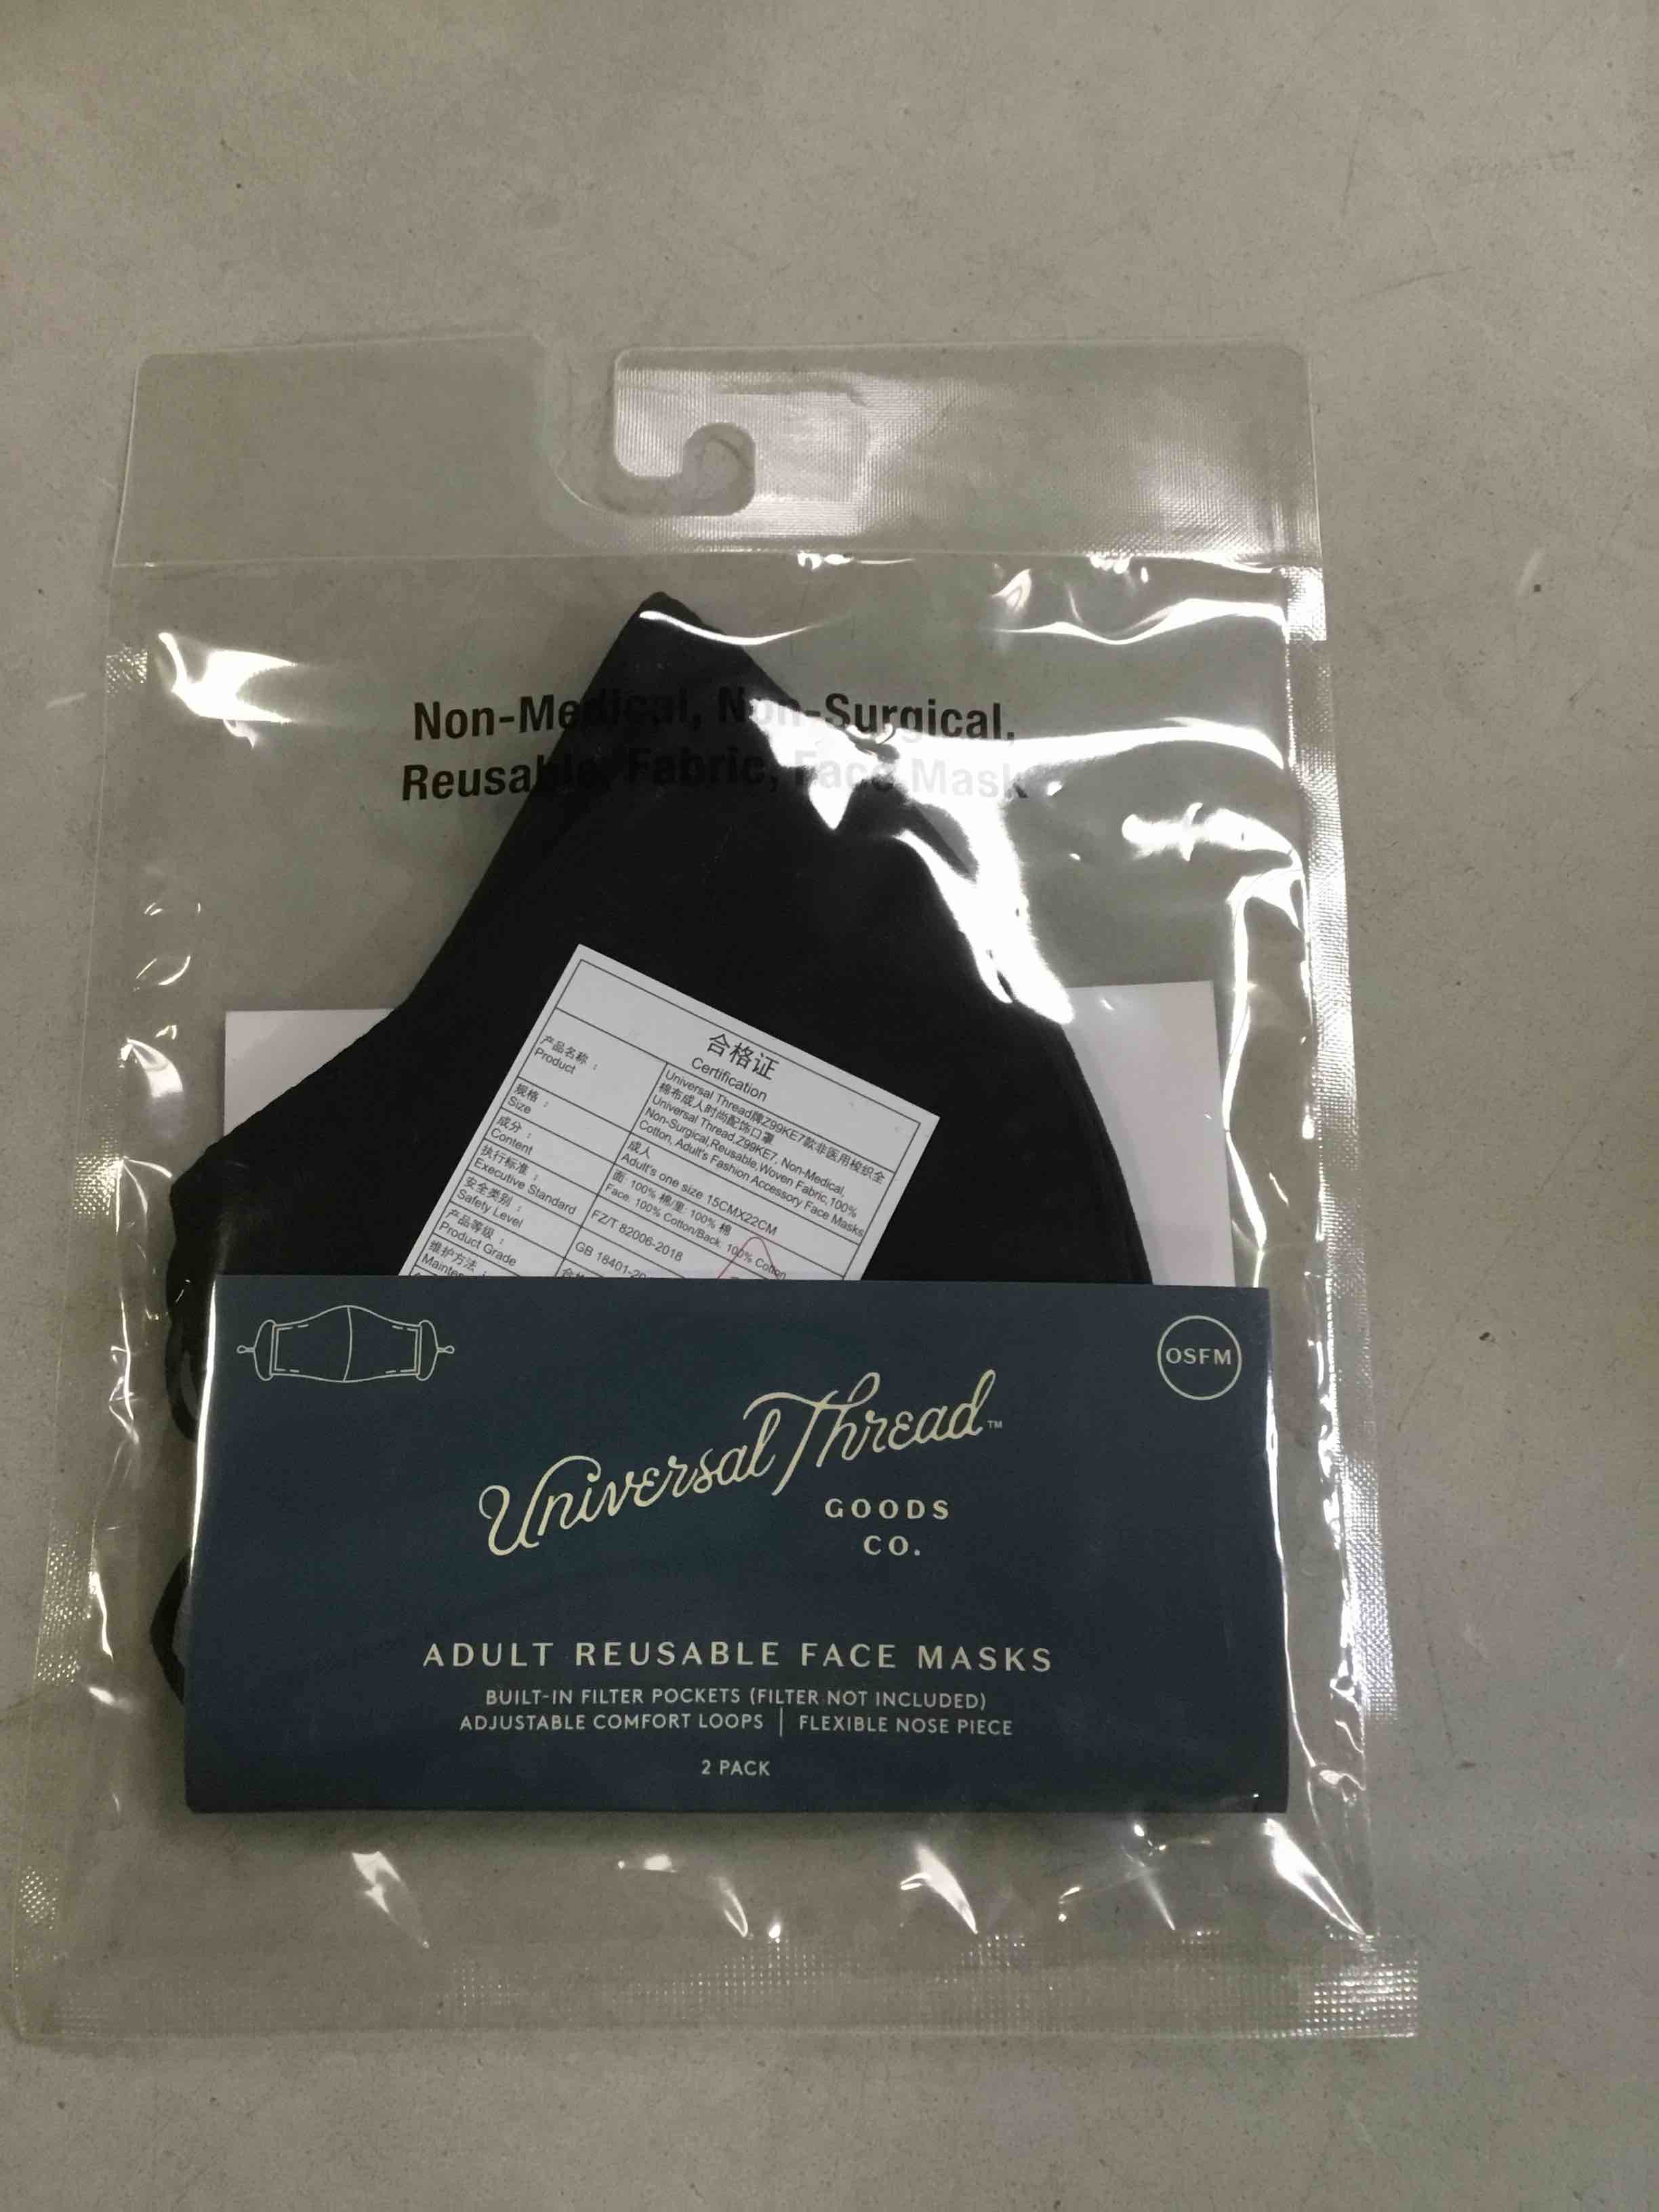 Non-Medical, Non-Surgical,
Reusable, Fabric, Face Mask
合格证
Certification
产品名称：
Product
Universal Thread牌Z99KE7款非医用梭织全
棉布成人时尚配饰口罩
Universal Thread,Z99KE7, Non-Medical,
Non-Surgical,Reusable,Woven Fabric,100%
Cotton, Adult's Fashion Accessory Face Masks
规格：
Size
成人
Adult's one size 15CMX22CM
成分：
Content
面: 100% 棉/里: 100% 棉
Face: 100% Cotton/Back: 100% Cotton
执行标准：
Executive Standard
FZ/T 82006-2018
安全类别：
Safety Level
GB 18401-20
产品等级：
Product Grade
维护方法：
OSFM
Universal Thread™
GOODS
CO.
ADULT REUSABLE FACE MASKS
BUILT-IN FILTER POCKETS (FILTER NOT INCLUDED)
ADJUSTABLE COMFORT LOOPS | FLEXIBLE NOSE PIECE
2 PACK